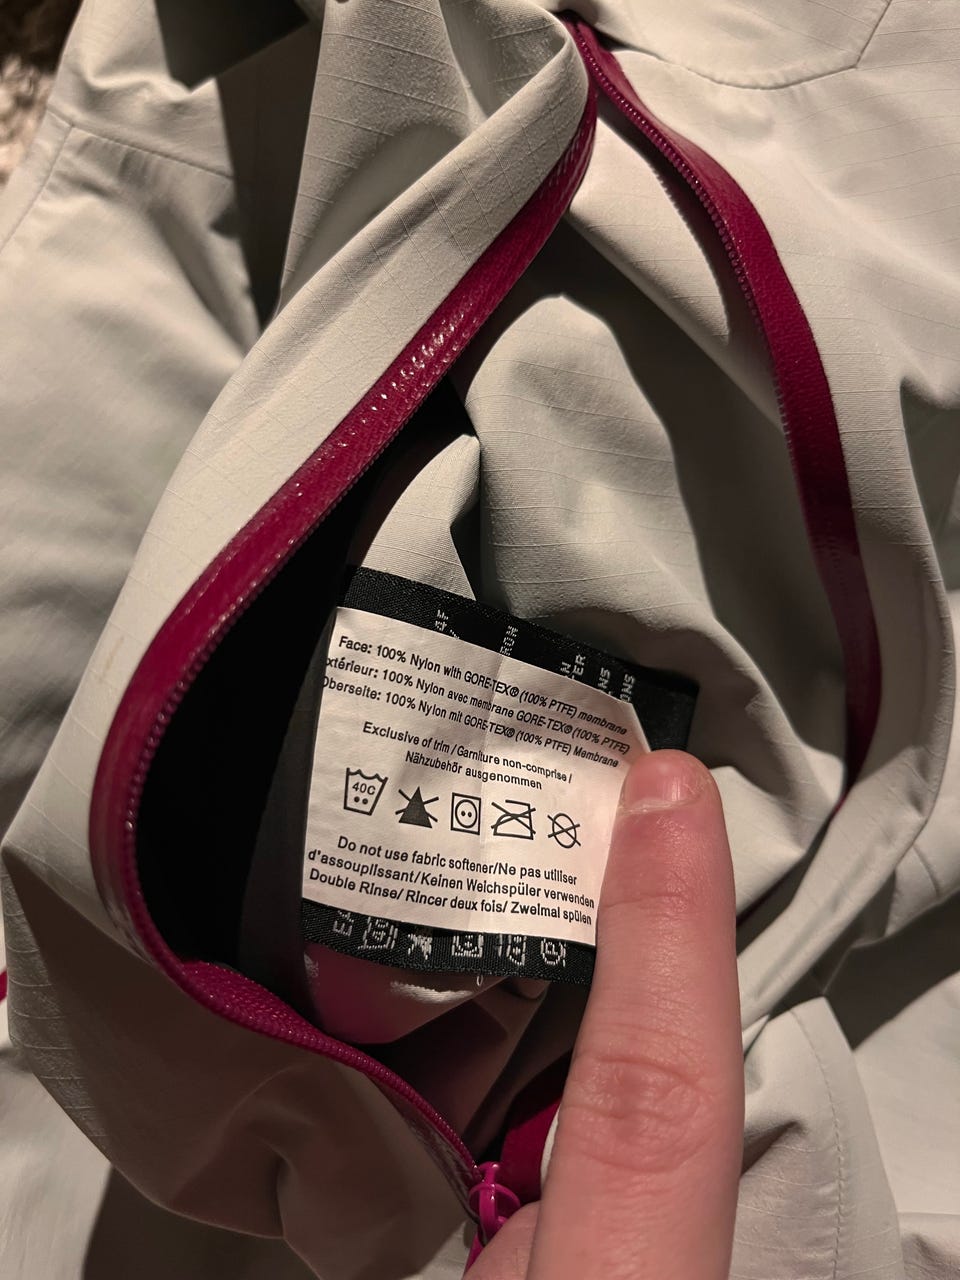 Face: 100% Nylon with GORE-TEX® (100% PTFE) membrane
xtérieur: 100% Nylon avec membrane GORE-TEX® (100% PTFE)
Oberseite: 100% Nylon mit GORE-TEX® (100% PTFE) Membrane
Exclusive of trim / Garniture non-comprise /
Nähzubehör ausgenommen
40C
Do not use fabric softener/Ne pas utiliser
d'assouplissant/Keinen Weichspüler verwenden
Double Rinse/ Rincer deux fois/ Zweimal spülen